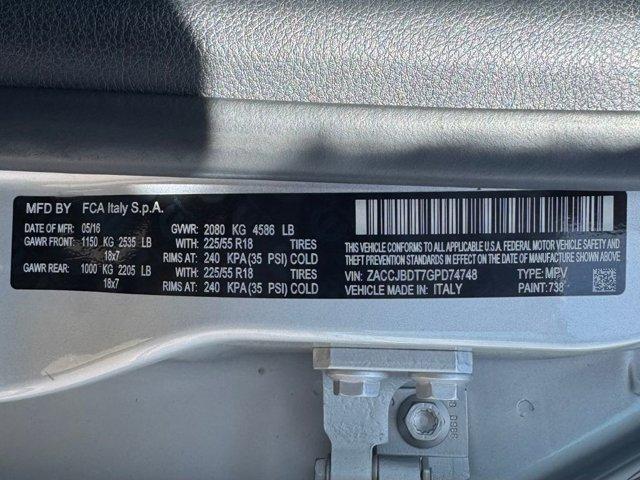 MFD BY FCA Italy S.p.A.
DATE OF MFR: 05/16 GVWR: 2080 KG 4586 LB
GAWR FRONT: 1150 KG 2535 LB WITH: 225/55 R18 TIRES
18x7 RIMS AT: 240 KPA(35 PSI) COLD
GAWR REAR: 1000 KG 2205 LB WITH: 225/55 R18 TIRES
18x7 RIMS AT: 240 KPA(35 PSI) COLD
THIS VEHICLE CONFORMS TO ALL APPLICABLE U.S.A. FEDERAL MOTOR VEHICLE SAFETY
AND THEFT PREVENTION STANDARDS IN EFFECT ON THE DATE OF MANUFACTURING SHOWN ABOVE
VIN: ZACCJBDT7GPD74748 TYPE: MPV
VEHICLE MADE IN: ITALY PAINT: 738